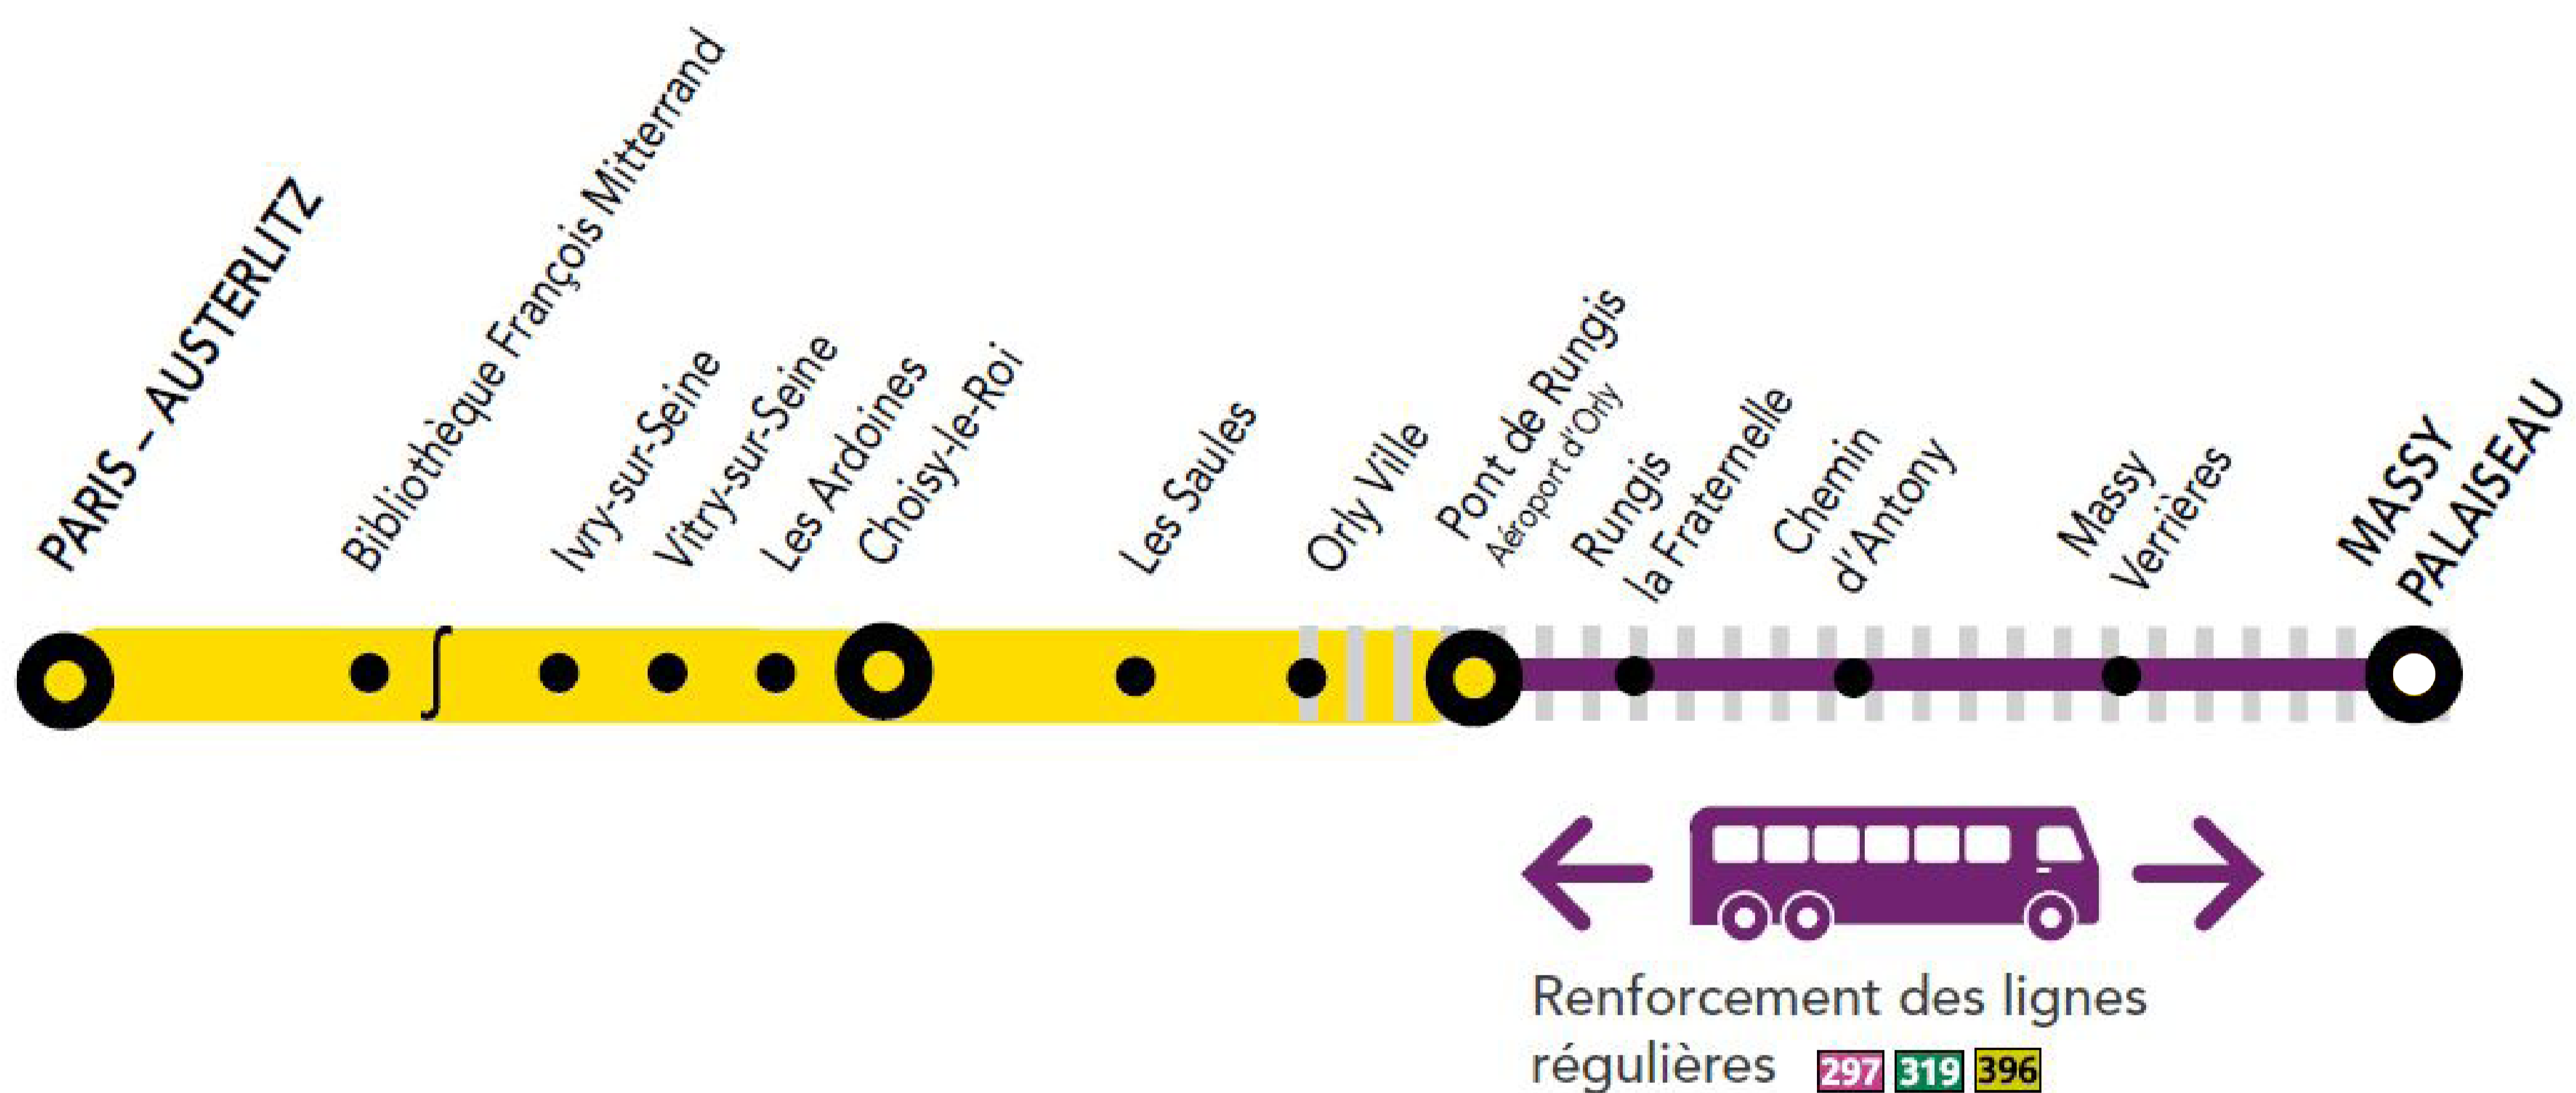 PARIS – AUSTERLITZ
Bibliothèque François Mitterrand
Ivry-sur-Seine
Vitry-sur-Seine
Les Ardoines
Choisy-le-Roi
Les Saules
Orly Ville
Pont de Rungis
Aéroport d'Orly
Rungis
la Fraternelle
Chemin
d'Antony
Massy
Verrières
MASSY
PALAISEAU
Renforcement des lignes
régulières 297 319 396